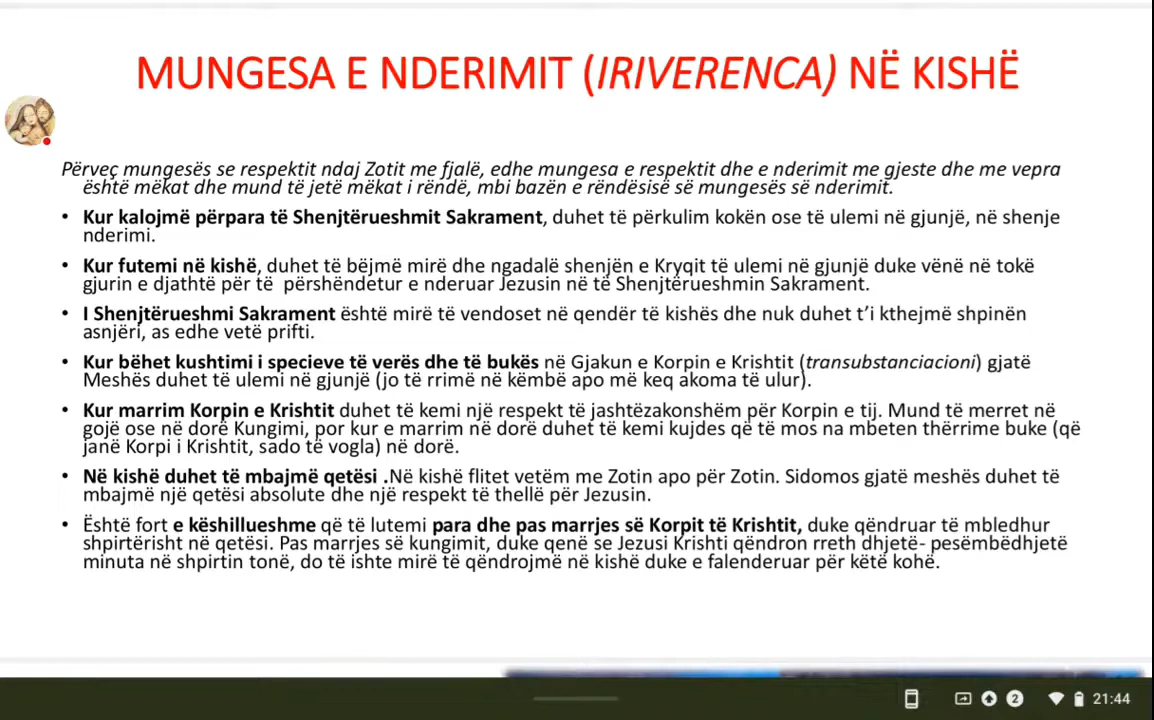 MUNGESA E NDERIMIT (IRIVERENCA) NË KISHË
Përveç mungesës se respektit ndaj Zotit me fjalë, edhe mungesa e respektit dhe e nderimit me gjeste dhe me vepra
është mëkat dhe mund të jetë mëkat i rëndë, mbi bazën e rëndësisë së mungesës së nderimit.
• Kur kalojmë përpara të Shenjtërueshmit Sakrament, duhet të përkulim kokën ose të ulemi në gjunjë, në shenje
nderimi.
• Kur futemi në kishë, duhet të bëjmë mirë dhe ngadalë shenjën e Kryqit të ulemi në gjunjë duke vënë në tokë
gjurin e djathtë për të përshëndetur e nderuar Jezusin në të Shenjtërueshmin Sakrament.
• I Shenjtërueshmi Sakrament është mirë të vendoset në qendër të kishës dhe nuk duhet t’i kthejmë shpinën
asnjëri, as edhe vetë prifti.
• Kur bëhet kushtimi i specieve të verës dhe të bukës në Gjakun e Korpin e Krishtit (transubstanciacioni) gjatë
Meshës duhet të ulemi në gjunjë (jo të rrimë në këmbë apo më keq akoma të ulur).
• Kur marrim Korpin e Krishtit duhet të kemi një respekt të jashtëzakonshëm për Korpin e tij. Mund të merret në
gojë ose në dorë Kungimi, por kur e marrim në dorë duhet të kemi kujdes që të mos na mbeten thërrime buke (që
janë Korpi i Krishtit, sado të vogla) në dorë.
• Në kishë duhet të mbajmë qetësi .Në kishë flitet vetëm me Zotin apo për Zotin. Sidomos gjatë meshës duhet të
mbajmë një qetësi absolute dhe një respekt të thellë për Jezusin.
• Është fort e këshillueshme që të lutemi para dhe pas marrjes së Korpit të Krishtit, duke qëndruar të mbledhur
shpirtërisht në qetësi. Pas marrjes së kungimit, duke qenë se Jezusi Krishti qëndron rreth dhjetë- pesëmbëdhjetë
minuta në shpirtin tonë, do të ishte mirë të qëndrojmë në kishë duke e falenderuar për këtë kohë.
2 21:44